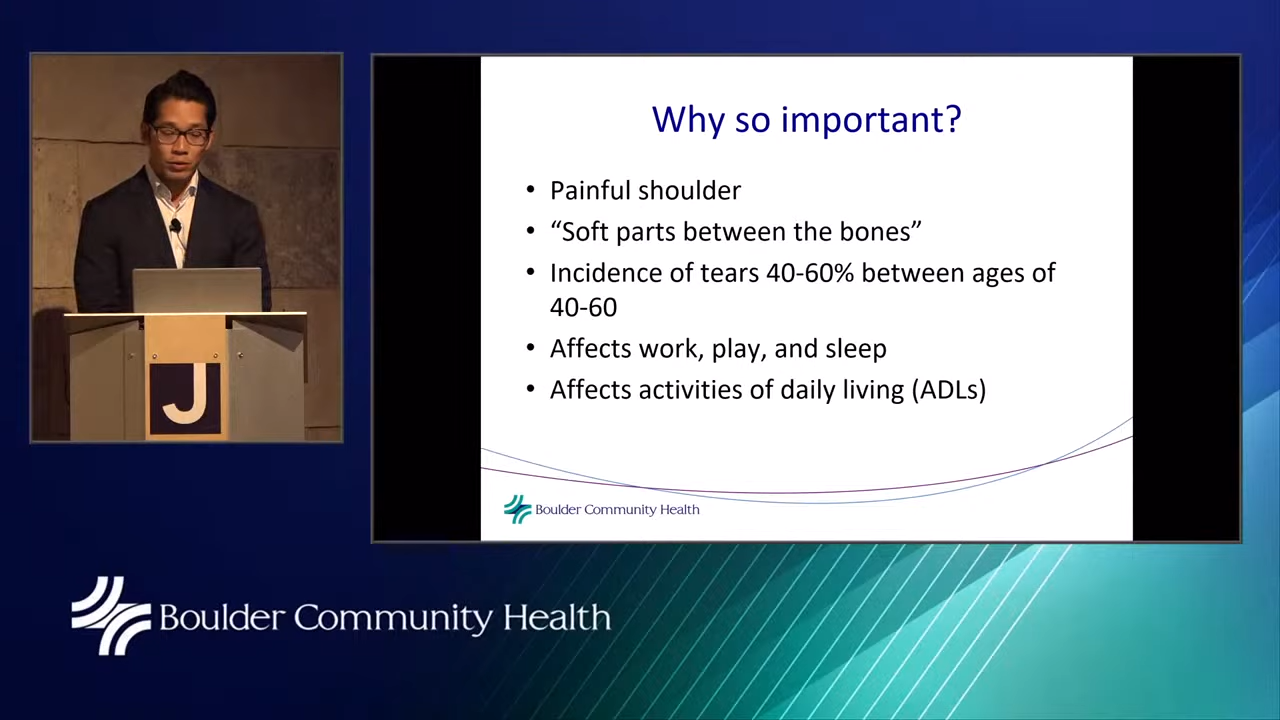 Why so important?
• Painful shoulder
• “Soft parts between the bones”
• Incidence of tears 40-60% between ages of
40-60
• Affects work, play, and sleep
• Affects activities of daily living (ADLs)
Boulder Community Health
J
Boulder Community Health